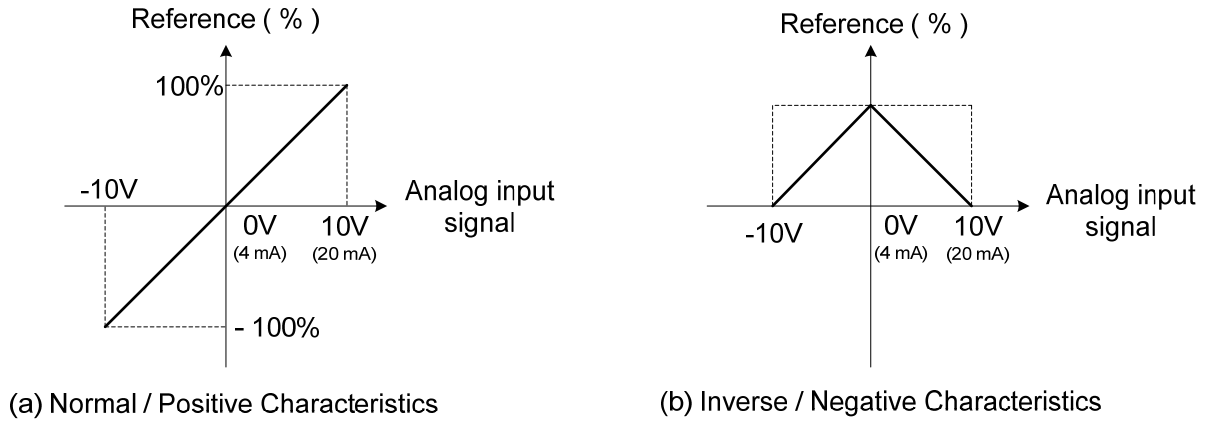 Reference ( % )
100%
-10V
Analog input
signal
0V
(4 mA)
10V
(20 mA)
- 100%
(a) Normal / Positive Characteristics
Reference ( % )
Analog input
signal
-10V
0V
(4 mA)
10V
(20 mA)
(b) Inverse / Negative Characteristics